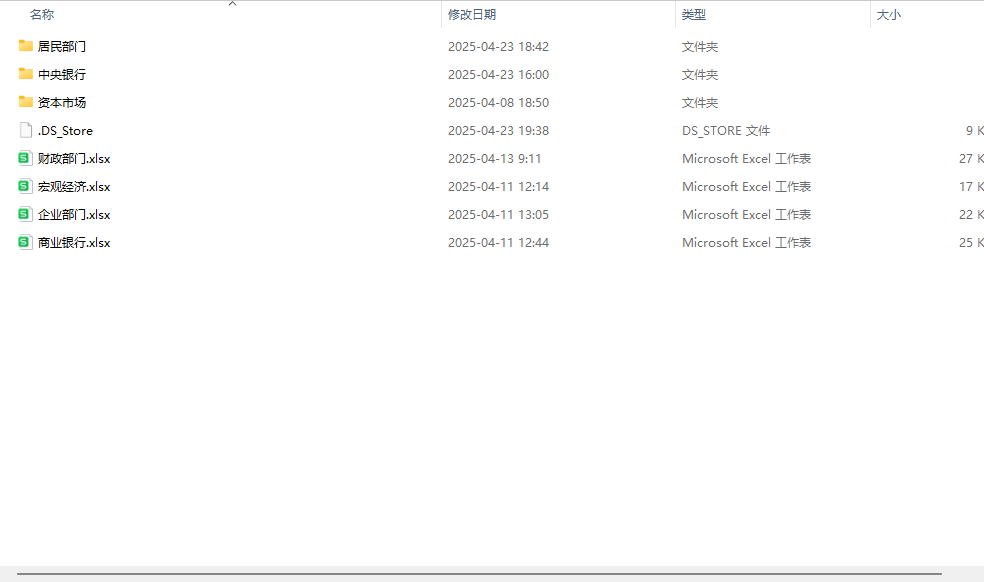 名称 修改日期 类型 大小
居民部门 2025-04-23 18:42 文件夹
中央银行 2025-04-23 16:00 文件夹
资本市场 2025-04-08 18:50 文件夹
.DS_Store 2025-04-23 19:38 DS_STORE 文件 9 K
财政部门.xlsx 2025-04-13 9:11 Microsoft Excel 工作表 27 K
宏观经济.xlsx 2025-04-11 12:14 Microsoft Excel 工作表 17 K
企业部门.xlsx 2025-04-11 13:05 Microsoft Excel 工作表 22 K
商业银行.xlsx 2025-04-11 12:44 Microsoft Excel 工作表 25 K